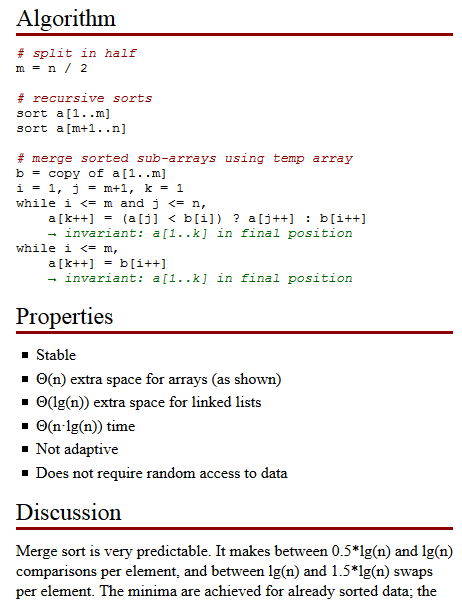 Algorithm
# split in half
m = n / 2
# recursive sorts
sort a[1..m]
sort a[m+1..n]
# merge sorted sub-arrays using temp array
b = copy of a[1..m]
i = 1, j = m+1, k = 1
while i <= m and j <= n,
    a[k++] = (a[j] < b[i]) ? a[j++] : b[i++]
    → invariant: a[1..k] in final position
while i <= m,
    a[k++] = b[i++]
    → invariant: a[1..k] in final position
Properties
▪ Stable
▪ Θ(n) extra space for arrays (as shown)
▪ Θ(lg(n)) extra space for linked lists
▪ Θ(n·lg(n)) time
▪ Not adaptive
▪ Does not require random access to data
Discussion
Merge sort is very predictable. It makes between 0.5*lg(n) and lg(n)
comparisons per element, and between lg(n) and 1.5*lg(n) swaps
per element. The minima are achieved for already sorted data; the